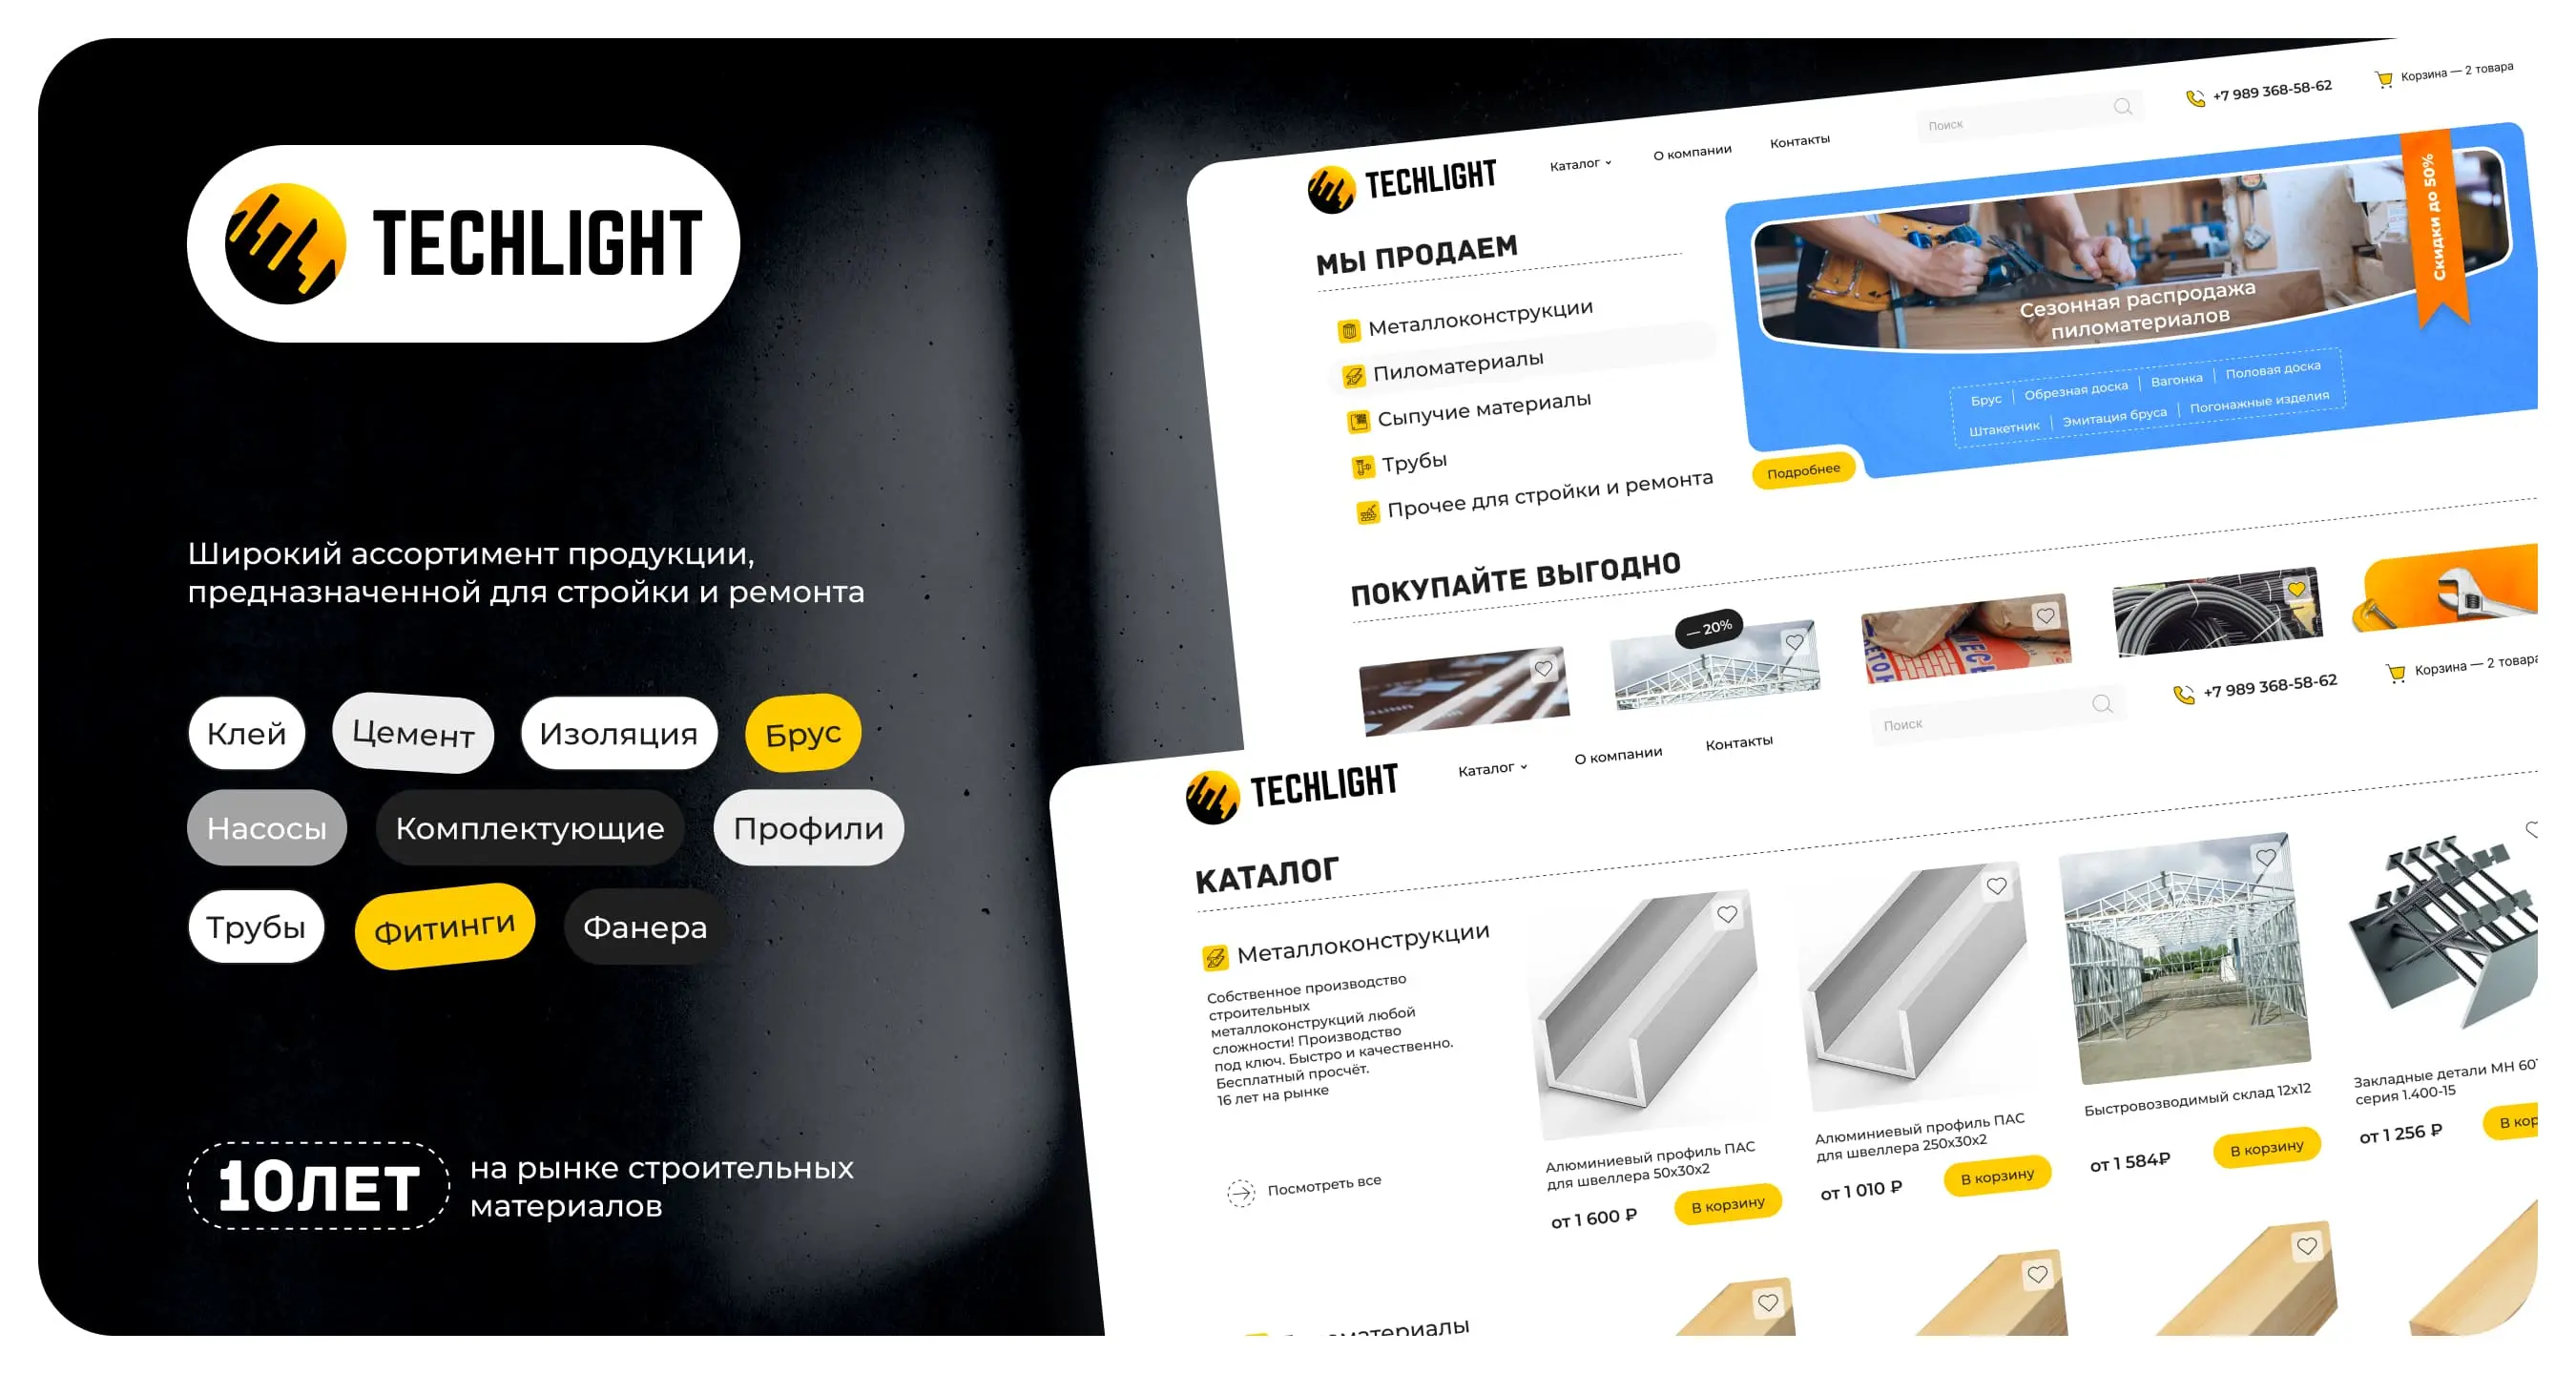 TECHLIGHT
Широкий ассортимент продукции,
предназначенной для стройки и ремонта
Клей
Цемент
Изоляция
Брус
Насосы
Комплектующие
Профили
Трубы
Фитинги
Фанера
10ЛЕТ
на рынке строительных
материалов
TECHLIGHT
Каталог
О компании
Контакты
Поиск
+7 989 368-58-62
Корзина — 2 товара
МЫ ПРОДАЕМ
Металлоконструкции
Пиломатериалы
Сыпучие материалы
Трубы
Прочее для стройки и ремонта
Сезонная распродажа
пиломатериалов
Скидки до 50%
Брус | Обрезная доска | Вагонка | Половая доска
Штакетник | Эмитация бруса | Погонажные изделия
Подробнее
ПОКУПАЙТЕ ВЫГОДНО
— 20%
TECHLIGHT
Каталог
О компании
Контакты
Поиск
+7 989 368-58-62
Корзина — 2 товара
КАТАЛОГ
Металлоконструкции
Собственное производство
строительных
металлоконструкций любой
сложности! Производство
под ключ. Быстро и качественно.
Бесплатный просчёт.
16 лет на рынке
Посмотреть все
Алюминиевый профиль ПАС
для швеллера 50x30x2
от 1 600 ₽
В корзину
Алюминиевый профиль ПАС
для швеллера 250x30x2
от 1 010 ₽
В корзину
Быстровозводимый склад 12x12
от 1 584₽
В корзину
Закладные детали МН 60
серия 1.400-15
от 1 256 ₽
В кор